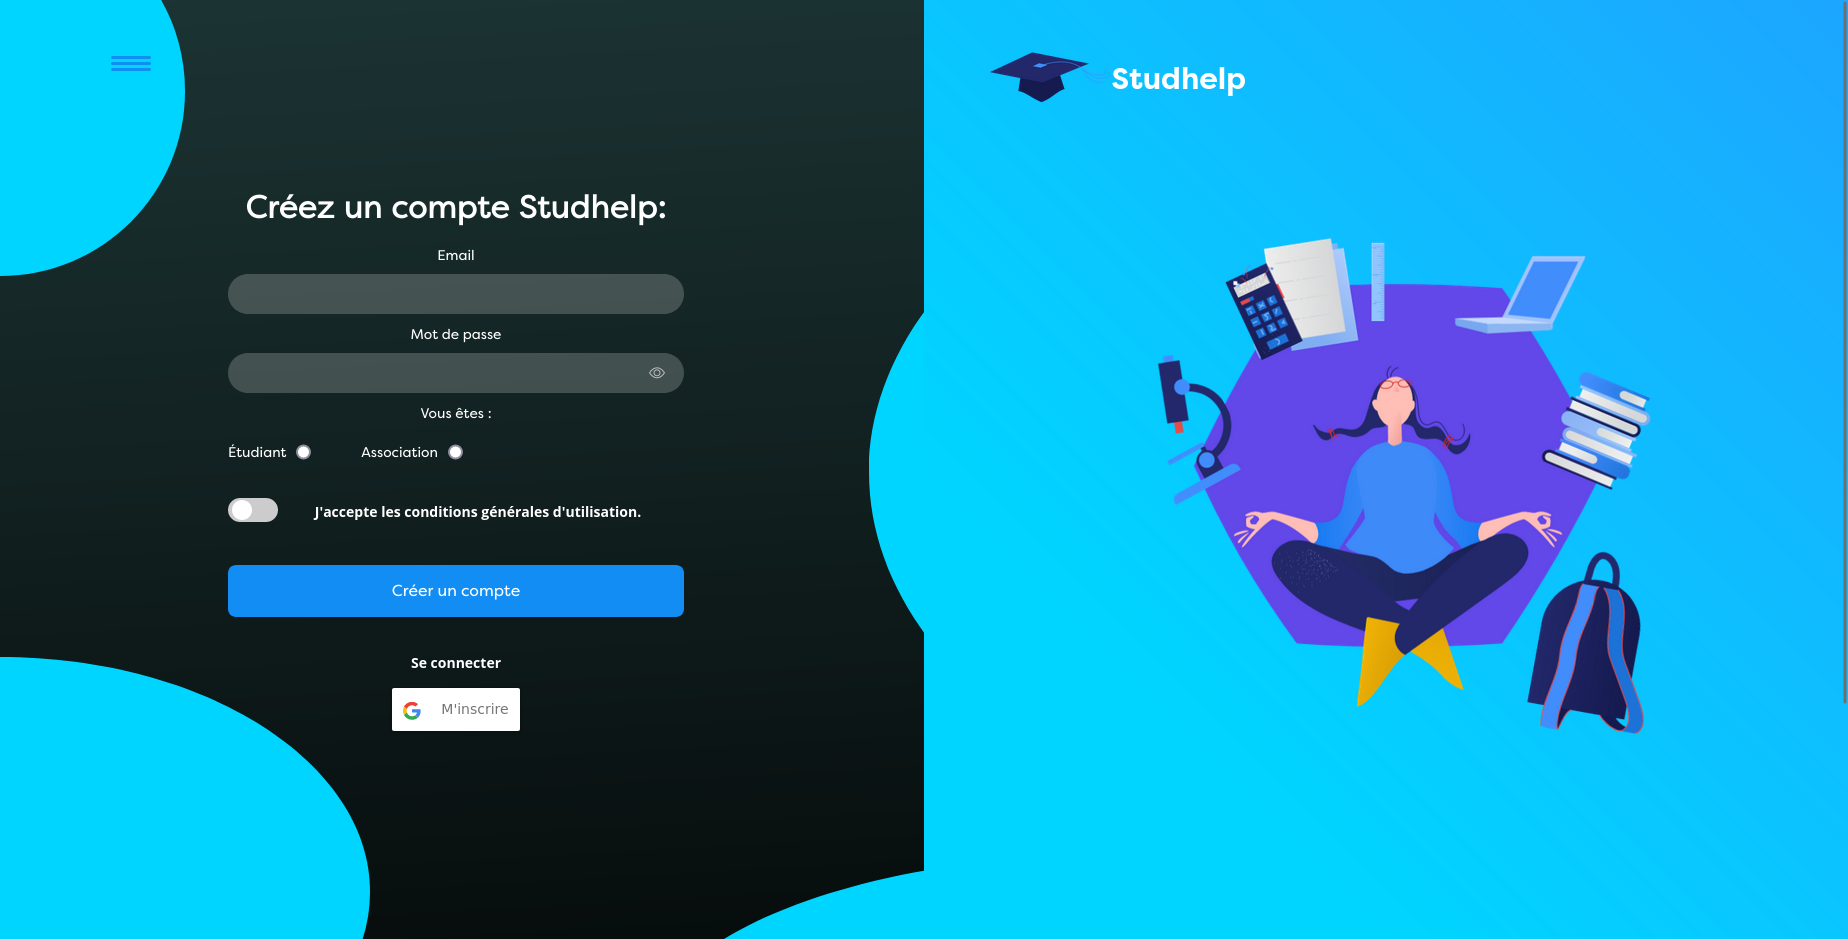 Studhelp
Créez un compte Studhelp:
Email
Mot de passe
Vous êtes :
Étudiant Association
J'accepte les conditions générales d'utilisation.
Créer un compte
Se connecter
M'inscrire